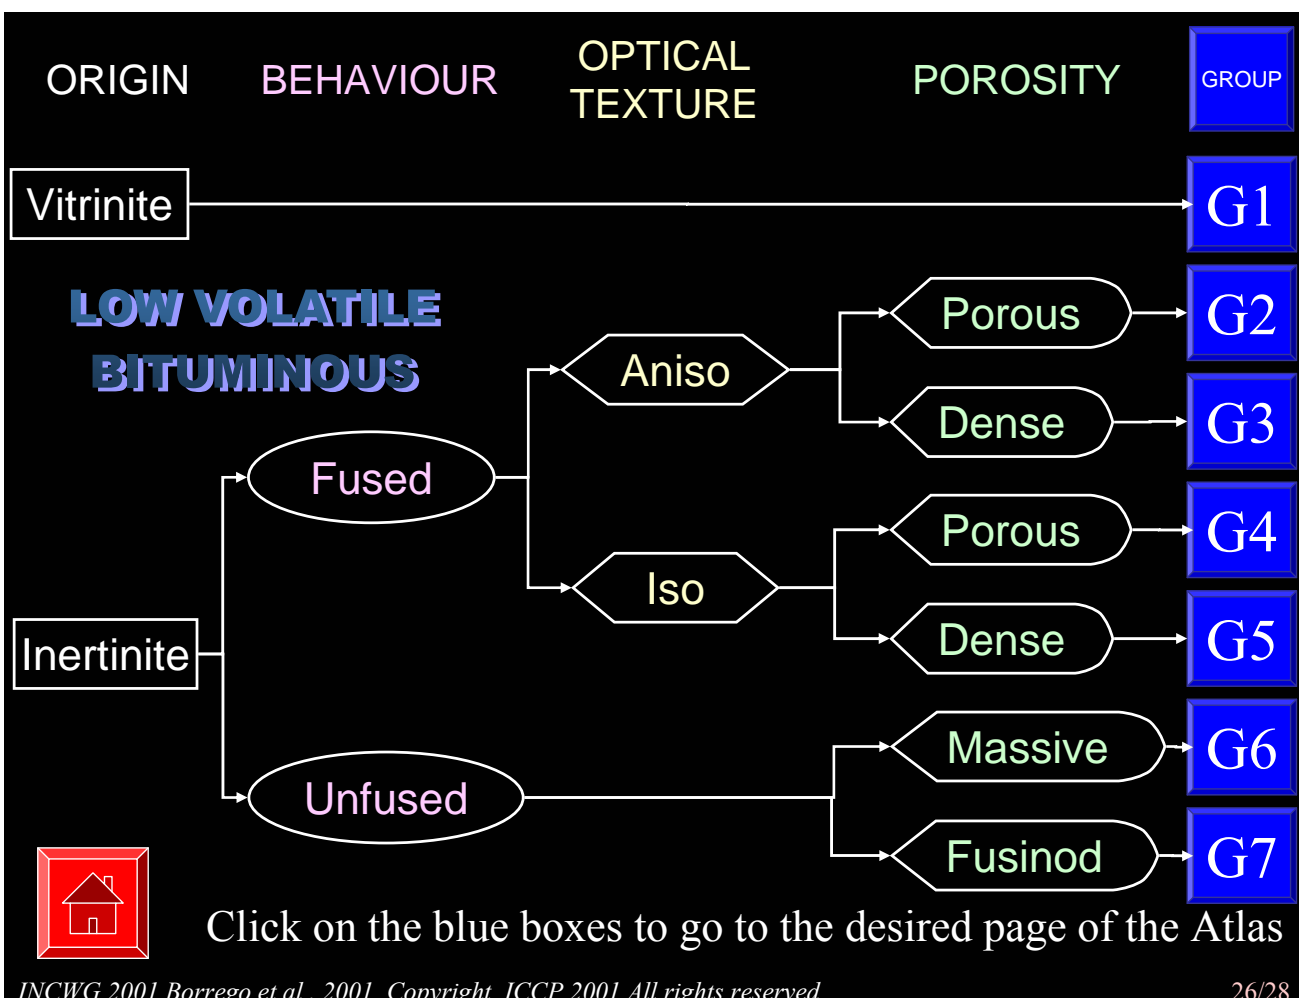 ORIGIN BEHAVIOUR OPTICAL TEXTURE POROSITY GROUP
Vitrinite G1
LOW VOLATILE
BITUMINOUS
Porous G2
Aniso
Dense G3
Fused
Porous G4
Iso
Dense G5
Inertinite
Massive G6
Unfused
Fusinod G7
Click on the blue boxes to go to the desired page of the Atlas
INCWG 2001 Borrego et al., 2001. Copyright ICCP 2001 All rights reserved 26/28